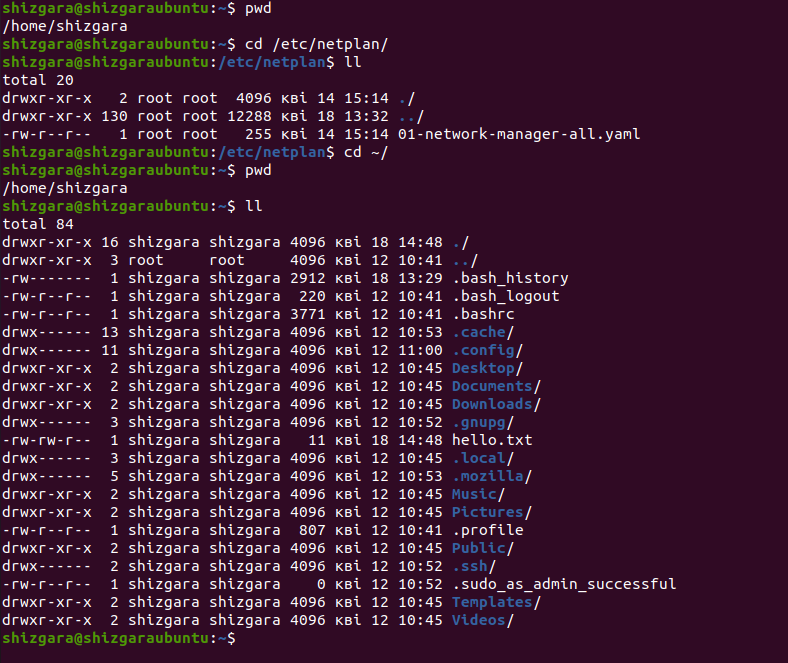 shizgara@shizgaraubuntu:~$ pwd
/home/shizgara
shizgara@shizgaraubuntu:~$ cd /etc/netplan/
shizgara@shizgaraubuntu:/etc/netplan$ ll
total 20
drwxr-xr-x   2 root root  4096 кві 14 15:14 ./
drwxr-xr-x 130 root root 12288 кві 18 13:32 ../
-rw-r--r--   1 root root   255 кві 14 15:14 01-network-manager-all.yaml
shizgara@shizgaraubuntu:/etc/netplan$ cd ~/
shizgara@shizgaraubuntu:~$ pwd
/home/shizgara
shizgara@shizgaraubuntu:~$ ll
total 84
drwxr-xr-x 16 shizgara shizgara 4096 кві 18 14:48 ./
drwxr-xr-x  3 root     root     4096 кві 12 10:41 ../
-rw-------  1 shizgara shizgara 2912 кві 18 13:29 .bash_history
-rw-r--r--  1 shizgara shizgara  220 кві 12 10:41 .bash_logout
-rw-r--r--  1 shizgara shizgara 3771 кві 12 10:41 .bashrc
drwx------ 13 shizgara shizgara 4096 кві 12 10:53 .cache/
drwx------ 11 shizgara shizgara 4096 кві 12 11:00 .config/
drwxr-xr-x  2 shizgara shizgara 4096 кві 12 10:45 Desktop/
drwxr-xr-x  2 shizgara shizgara 4096 кві 12 10:45 Documents/
drwxr-xr-x  2 shizgara shizgara 4096 кві 12 10:45 Downloads/
drwx------  3 shizgara shizgara 4096 кві 12 10:52 .gnupg/
-rw-rw-r--  1 shizgara shizgara   11 кві 18 14:48 hello.txt
drwx------  3 shizgara shizgara 4096 кві 12 10:45 .local/
drwx------  5 shizgara shizgara 4096 кві 12 10:53 .mozilla/
drwxr-xr-x  2 shizgara shizgara 4096 кві 12 10:45 Music/
drwxr-xr-x  2 shizgara shizgara 4096 кві 12 10:45 Pictures/
-rw-r--r--  1 shizgara shizgara  807 кві 12 10:41 .profile
drwxr-xr-x  2 shizgara shizgara 4096 кві 12 10:45 Public/
drwx------  2 shizgara shizgara 4096 кві 12 10:52 .ssh/
-rw-r--r--  1 shizgara shizgara    0 кві 12 10:52 .sudo_as_admin_successful
drwxr-xr-x  2 shizgara shizgara 4096 кві 12 10:45 Templates/
drwxr-xr-x  2 shizgara shizgara 4096 кві 12 10:45 Videos/
shizgara@shizgaraubuntu:~$